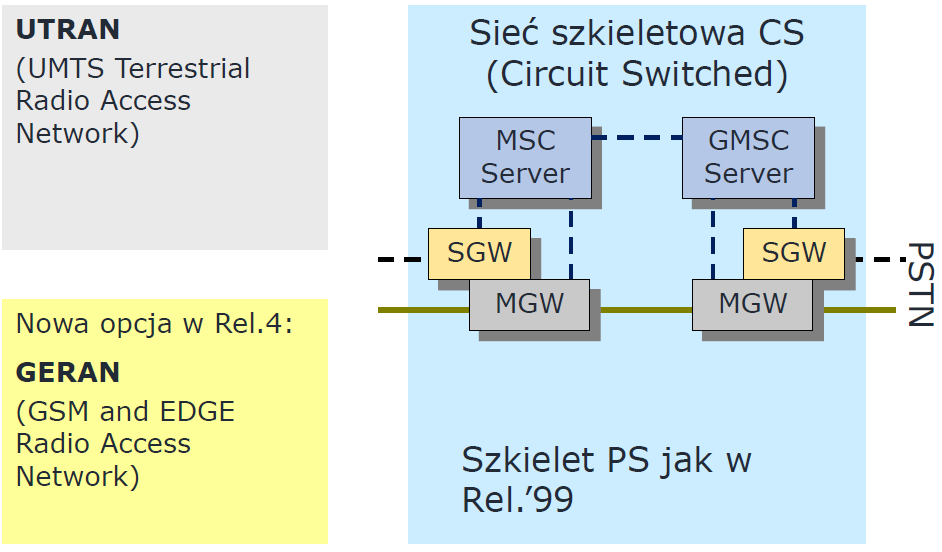 UTRAN
(UMTS Terrestrial
Radio Access
Network)
Nowa opcja w Rel.4:
GERAN
(GSM and EDGE
Radio Access
Network)
Sieć szkieletowa CS
(Circuit Switched)
MSC
Server
GMSC
Server
SGW
SGW
MGW
MGW
PSTN
Szkielet PS jak w
Rel.’99